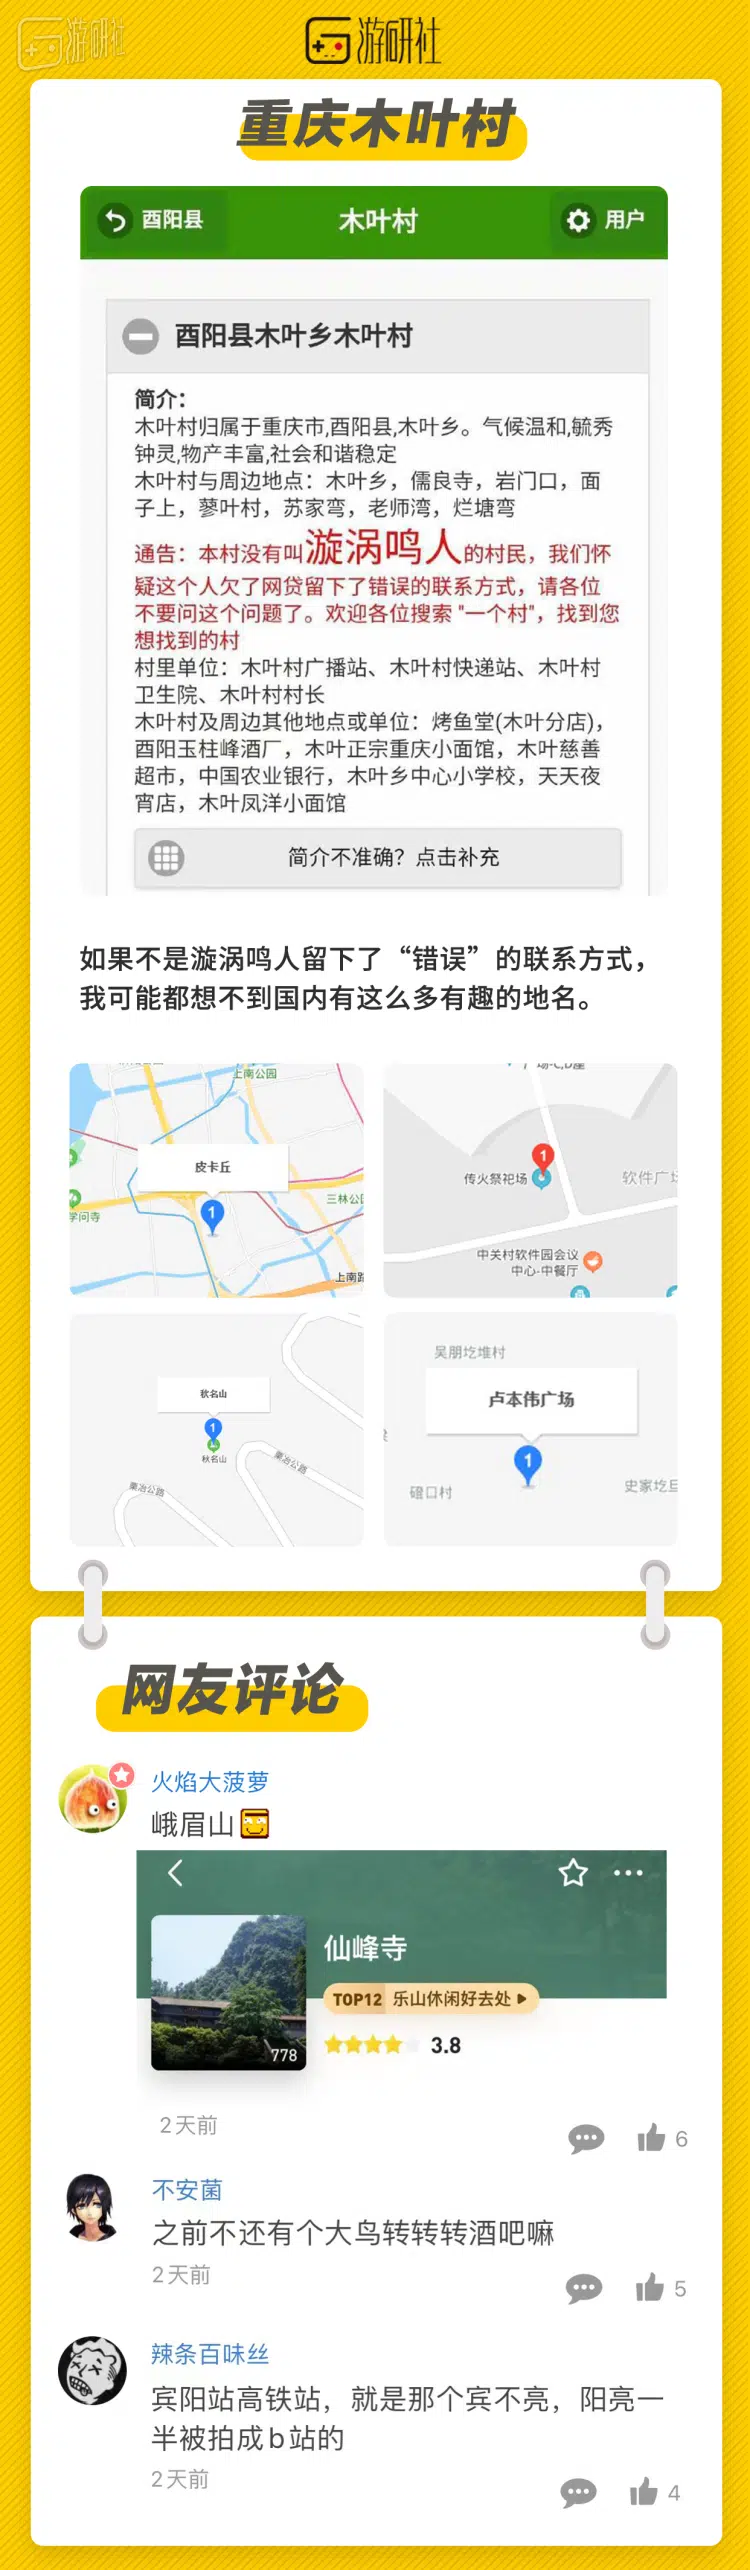 游研社
游研社
重庆木叶村
酉阳县
木叶村
用户
酉阳县木叶乡木叶村
简介：
木叶村归属于重庆市,酉阳县,木叶乡。气候温和,毓秀
钟灵,物产丰富,社会和谐稳定
木叶村与周边地点：木叶乡，儒良寺，岩门口，面
子上，蓼叶村，苏家弯，老师湾，烂塘弯
通告：本村没有叫漩涡鸣人的村民，我们怀
疑这个人欠了网贷留下了错误的联系方式，请各位
不要问这个问题了。欢迎各位搜索 "一个村"，找到您
想找到的村
村里单位：木叶村广播站、木叶村快递站、木叶村
卫生院、木叶村村长
木叶村及周边其他地点或单位：烤鱼堂(木叶分店)，
酉阳玉柱峰酒厂，木叶正宗重庆小面馆，木叶慈善
超市，中国农业银行，木叶乡中心小学校，天天夜
宵店，木叶凤洋小面馆
简介不准确？点击补充
如果不是漩涡鸣人留下了“错误”的联系方式，
我可能都想不到国内有这么多有趣的地名。
上南公园
皮卡丘
1
三林公
学问寺
上南路
1
传火祭祀场
软件广场
中关村软件园会议
中心-中餐厅
秋名山
1
秋名山
栗冶公路
栗冶公路
吴朋圪堆村
卢本伟广场
1
磴口村
史家圪旦
网友评论
火焰大菠萝
峨眉山
仙峰寺
TOP12 乐山休闲好去处
778
3.8
2天前
6
不安菌
之前不还有个大鸟转转转酒吧嘛
2天前
5
辣条百味丝
宾阳站高铁站，就是那个宾不亮，阳亮一
半被拍成b站的
2天前
4